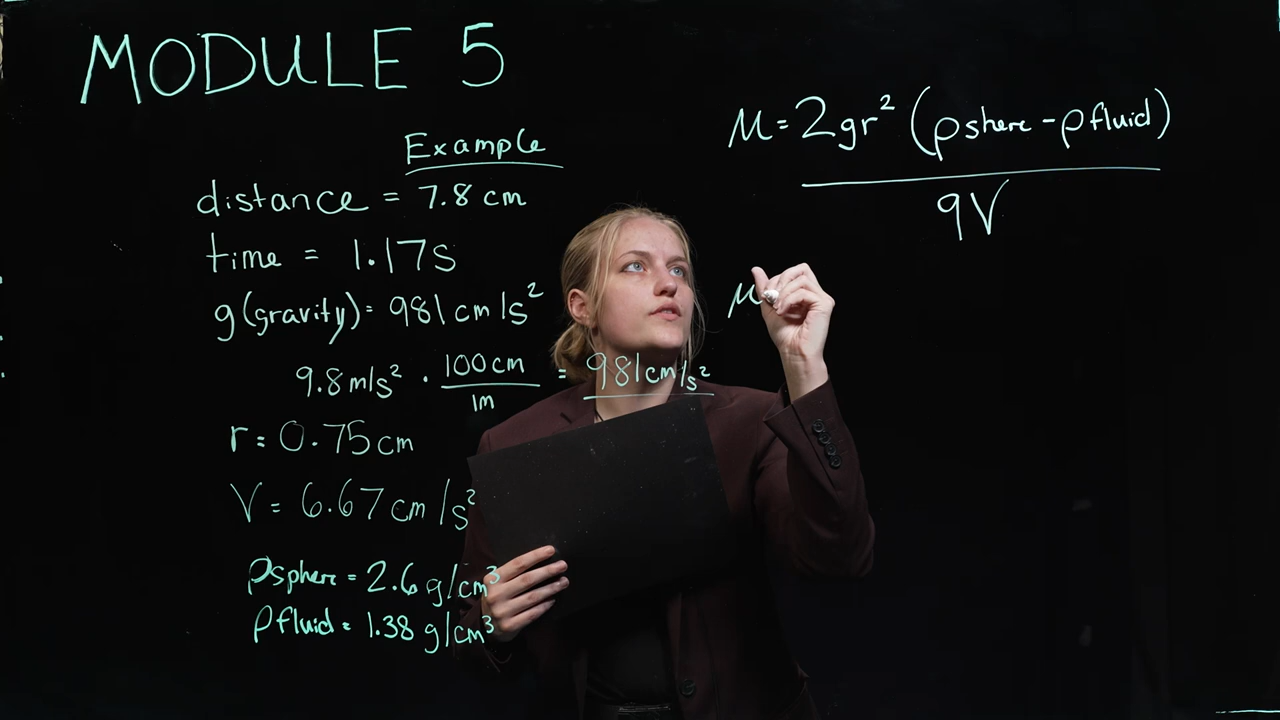 MODULE 5
Example
distance = 7.8 cm
time = 1.17s
g(gravity) = 981 cm/s²
9.8 m/s² · 100 cm / 1m = 981 cm/s²
r = 0.75 cm
V = 6.67 cm/s²
ρsphere = 2.6 g/cm³
ρfluid = 1.38 g/cm³
μ = 2gr² (ρshere - ρfluid) / 9V
μ